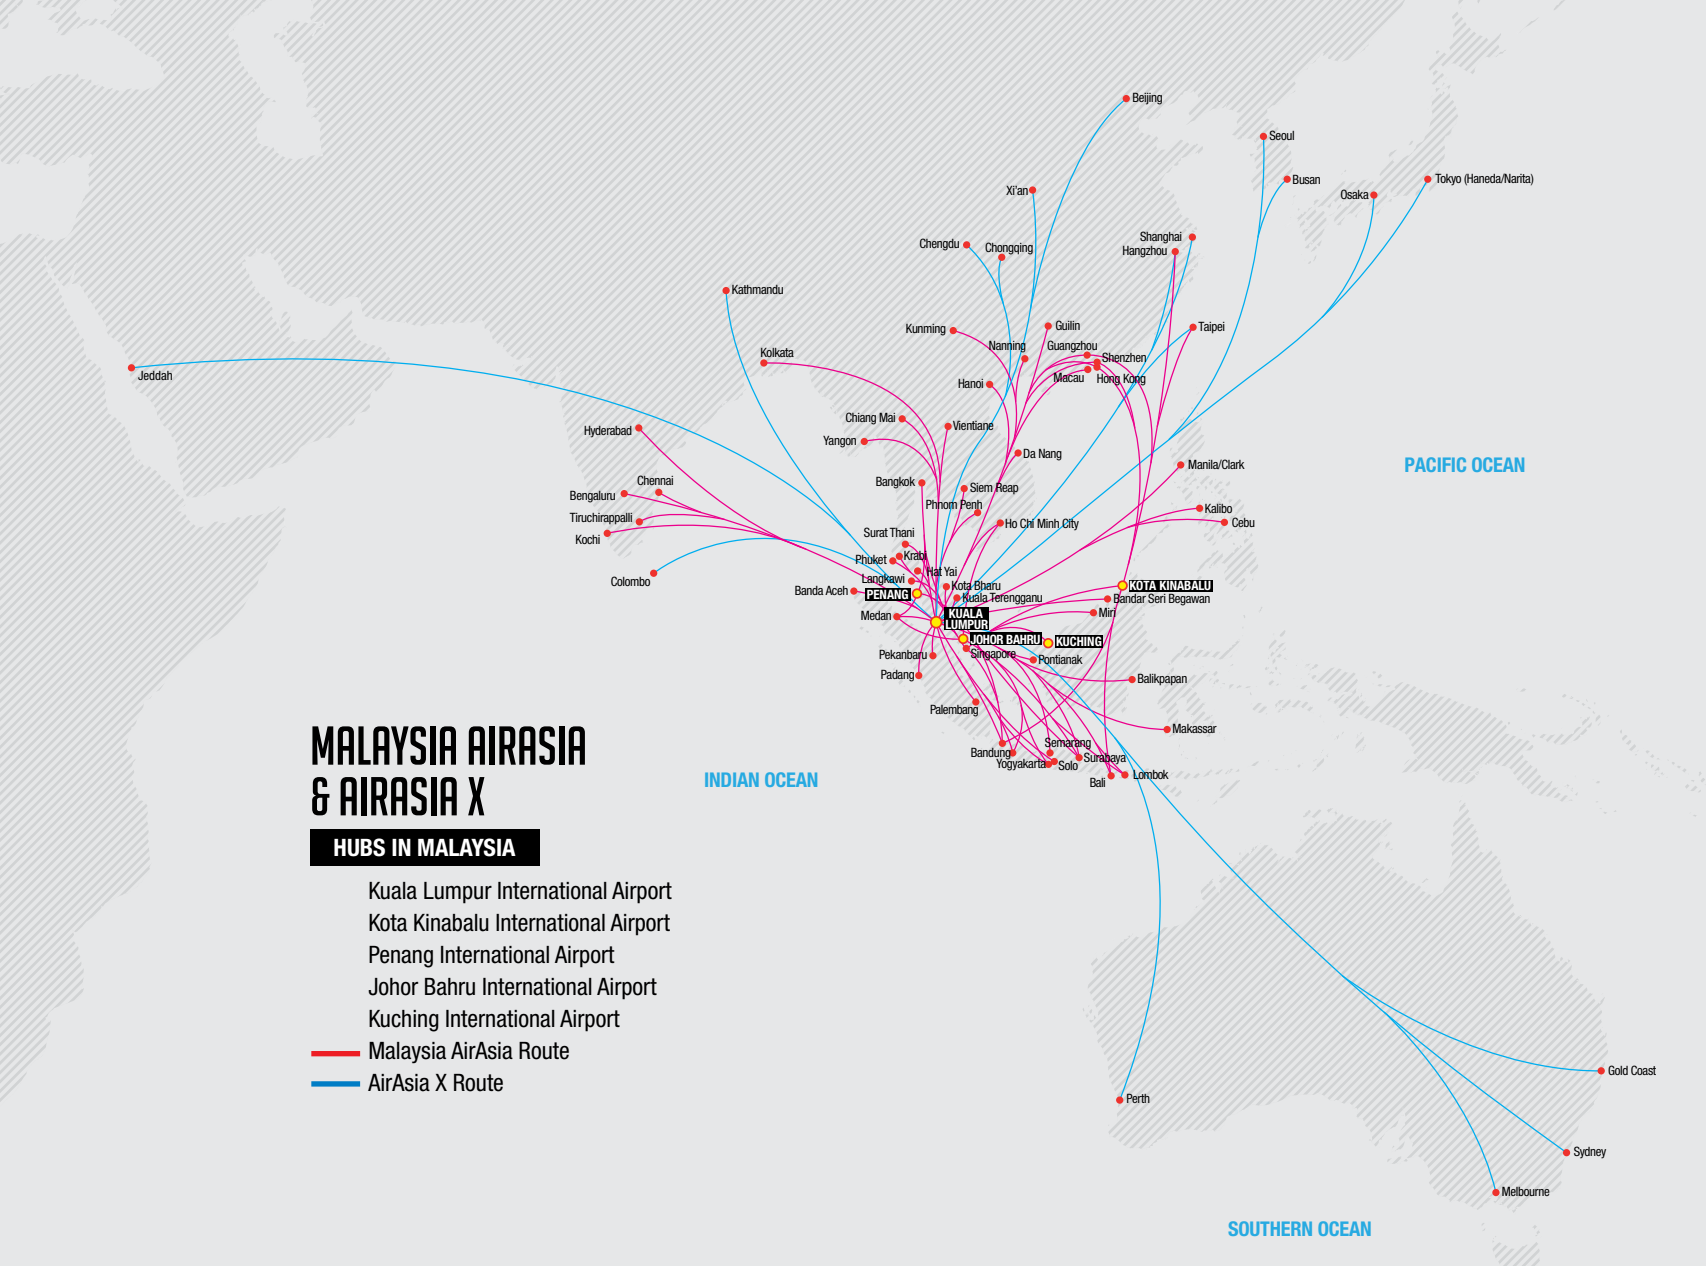 Beijing
Seoul
Busan
Tokyo (Haneda/Narita)
Osaka
Xi'an
Shanghai
Hangzhou
Chengdu
Chongqing
Kathmandu
Taipei
Kunming
Guilin
Nanning
Guangzhou
Shenzhen
Kolkata
Jeddah
Macau
Hong Kong
Hanoi
Chiang Mai
Vientiane
Hyderabad
Yangon
Da Nang
Manila/Clark
PACIFIC OCEAN
Chennai
Bangkok
Siem Reap
Bengaluru
Phnom Penh
Kalibo
Tiruchirappalli
Ho Chi Minh City
Cebu
Kochi
Surat Thani
Phuket
Krabi
Hat Yai
Colombo
Langkawi
Kota Bharu
KOTA KINABALU
Banda Aceh
PENANG
Kuala Terengganu
Bandar Seri Begawan
Medan
KUALA
LUMPUR
Miri
JOHOR BAHRU
KUCHING
Pekanbaru
Singapore
Pontianak
Padang
Balikpapan
Palembang
Makassar
Bandung
Semarang
Yogyakarta
Solo
Surabaya
Bali
Lombok
MALAYSIA AIRASIA
& AIRASIA X
INDIAN OCEAN
HUBS IN MALAYSIA
Kuala Lumpur International Airport
Kota Kinabalu International Airport
Penang International Airport
Johor Bahru International Airport
Kuching International Airport
Malaysia AirAsia Route
AirAsia X Route
Gold Coast
Perth
Sydney
Melbourne
SOUTHERN OCEAN